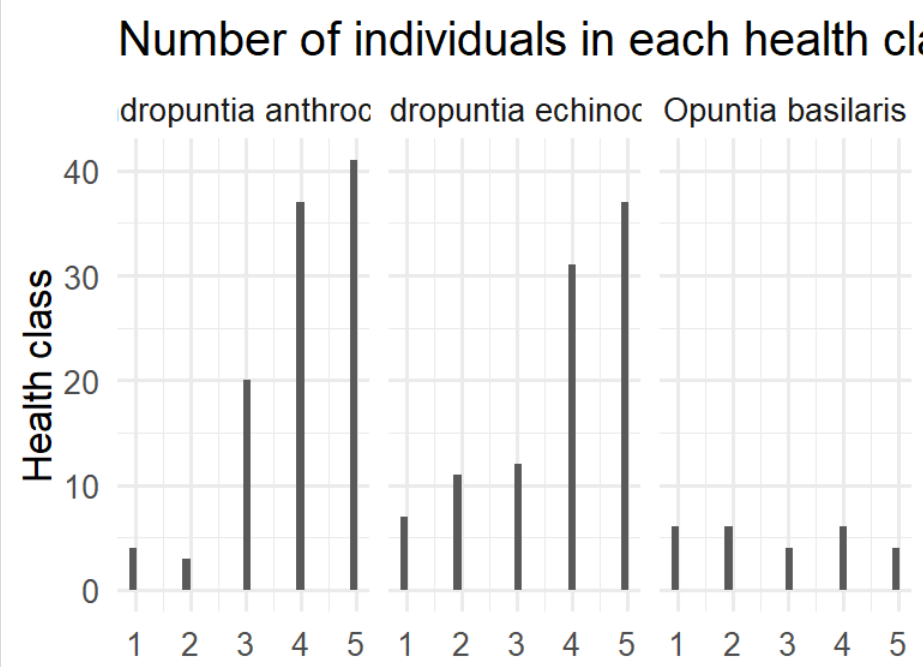 Number of individuals in each health cla
dropuntia anthroc
dropuntia echinoc
Opuntia basilaris
Health class
40
30
20
10
0
1 2 3 4 5
1 2 3 4 5
1 2 3 4 5